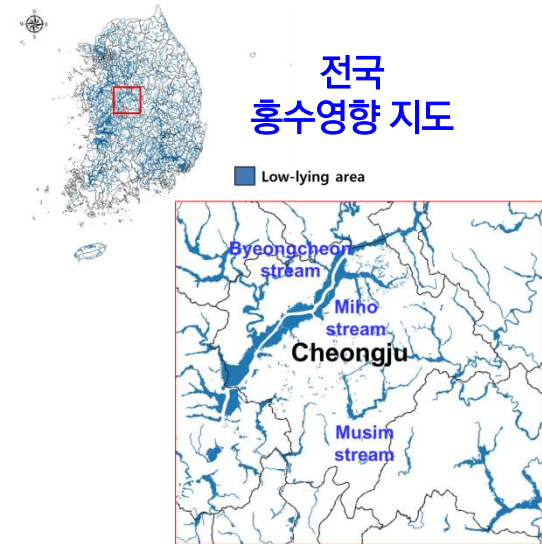 N
W
E
S
전국
홍수영향 지도
Low-lying area
Byeongcheon
stream
Miho
stream
Cheongju
Musim
stream